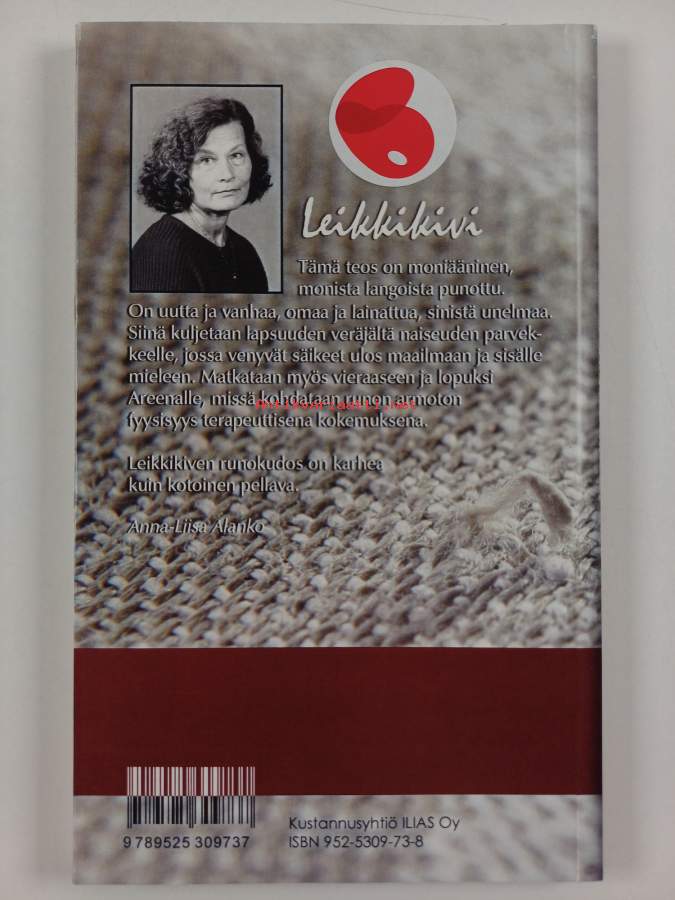 Leikkikivi
Tämä teos on moniääninen,
monista langoista punottu.
On uutta ja vanhaa, omaa ja lainattua, sinistä unelmaa.
Siinä kuljetaan lapsuuden veräjältä naiseuden parvek-
keelle, jossa venyvät säikeet ulos maailmaan ja sisälle
mieleen. Matkataan myös vieraaseen ja lopuksi
Areenalle, missä kohdataan runon armoton
Antikvariaatti.net
fyysisyys terapeuttisena kokemuksena.
Leikkikiven runokudos on karhea
kuin kotoinen pellava.
Anna-Liisa Alanko
9 789525 309737
Kustannusyhtiö ILIAS Oy
ISBN 952-5309-73-8